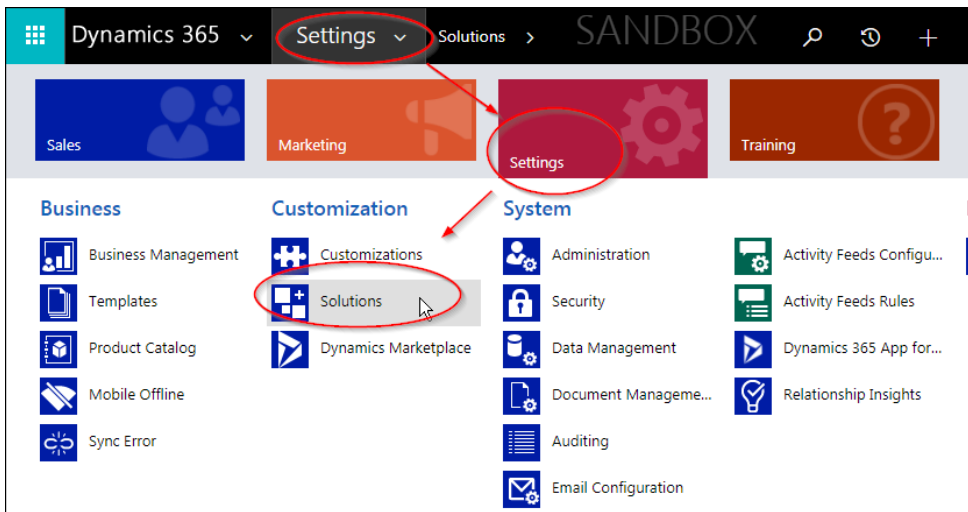 Dynamics 365 Settings Solutions SANDBOX
Sales Marketing Settings Training
Business
Business Management
Templates
Product Catalog
Mobile Offline
Sync Error
Customization
Customizations
Solutions
Dynamics Marketplace
System
Administration
Security
Data Management
Document Manageme...
Auditing
Email Configuration
Activity Feeds Configu...
Activity Feeds Rules
Dynamics 365 App for...
Relationship Insights